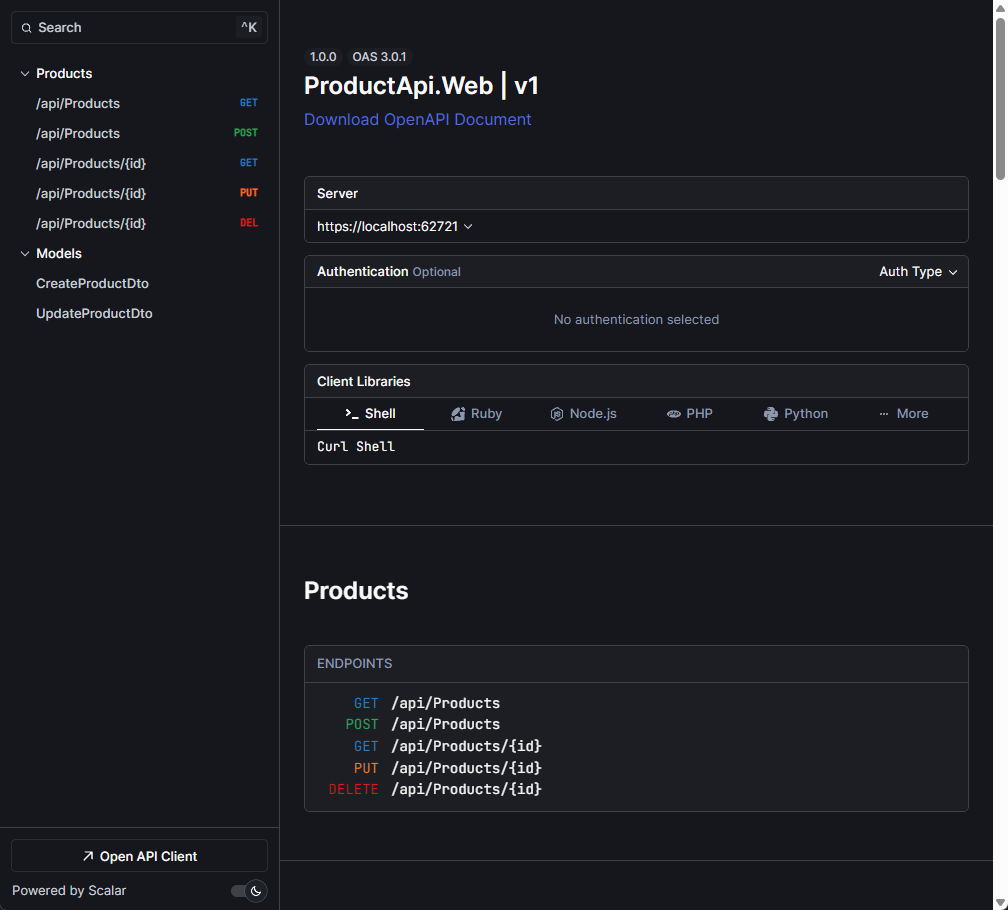 Search ^K
Products
/api/Products GET
/api/Products POST
/api/Products/{id} GET
/api/Products/{id} PUT
/api/Products/{id} DEL
Models
CreateProductDto
UpdateProductDto
Open API Client
Powered by Scalar
1.0.0 OAS 3.0.1
ProductApi.Web | v1
Download OpenAPI Document
Server
https://localhost:62721
Authentication Optional Auth Type
No authentication selected
Client Libraries
Shell Ruby Node.js PHP Python More
Curl Shell
Products
ENDPOINTS
GET /api/Products
POST /api/Products
GET /api/Products/{id}
PUT /api/Products/{id}
DELETE /api/Products/{id}